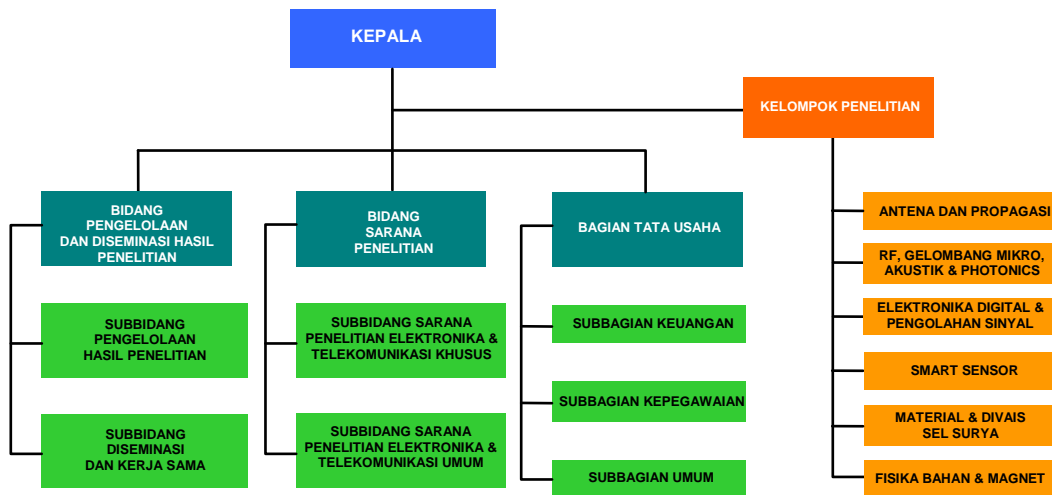 KEPALA
KELOMPOK PENELITIAN
BIDANG
PENGELOLAAN
DAN DISEMINASI HASIL
PENELITIAN
SUBBIDANG
PENGELOLAAN
HASIL PENELITIAN
SUBBIDANG
DISEMINASI
DAN KERJA SAMA
BIDANG
SARANA
PENELITIAN
SUBBIDANG SARANA
PENELITIAN ELEKTRONIKA &
TELEKOMUNIKASI KHUSUS
SUBBIDANG SARANA
PENELITIAN ELEKTRONIKA &
TELEKOMUNIKASI UMUM
BAGIAN TATA USAHA
SUBBAGIAN KEUANGAN
SUBBAGIAN KEPEGAWAIAN
SUBBAGIAN UMUM
ANTENA DAN PROPAGASI
RF, GELOMBANG MIKRO,
AKUSTIK & PHOTONICS
ELEKTRONIKA DIGITAL &
PENGOLAHAN SINYAL
SMART SENSOR
MATERIAL & DIVAIS
SEL SURYA
FISIKA BAHAN & MAGNET